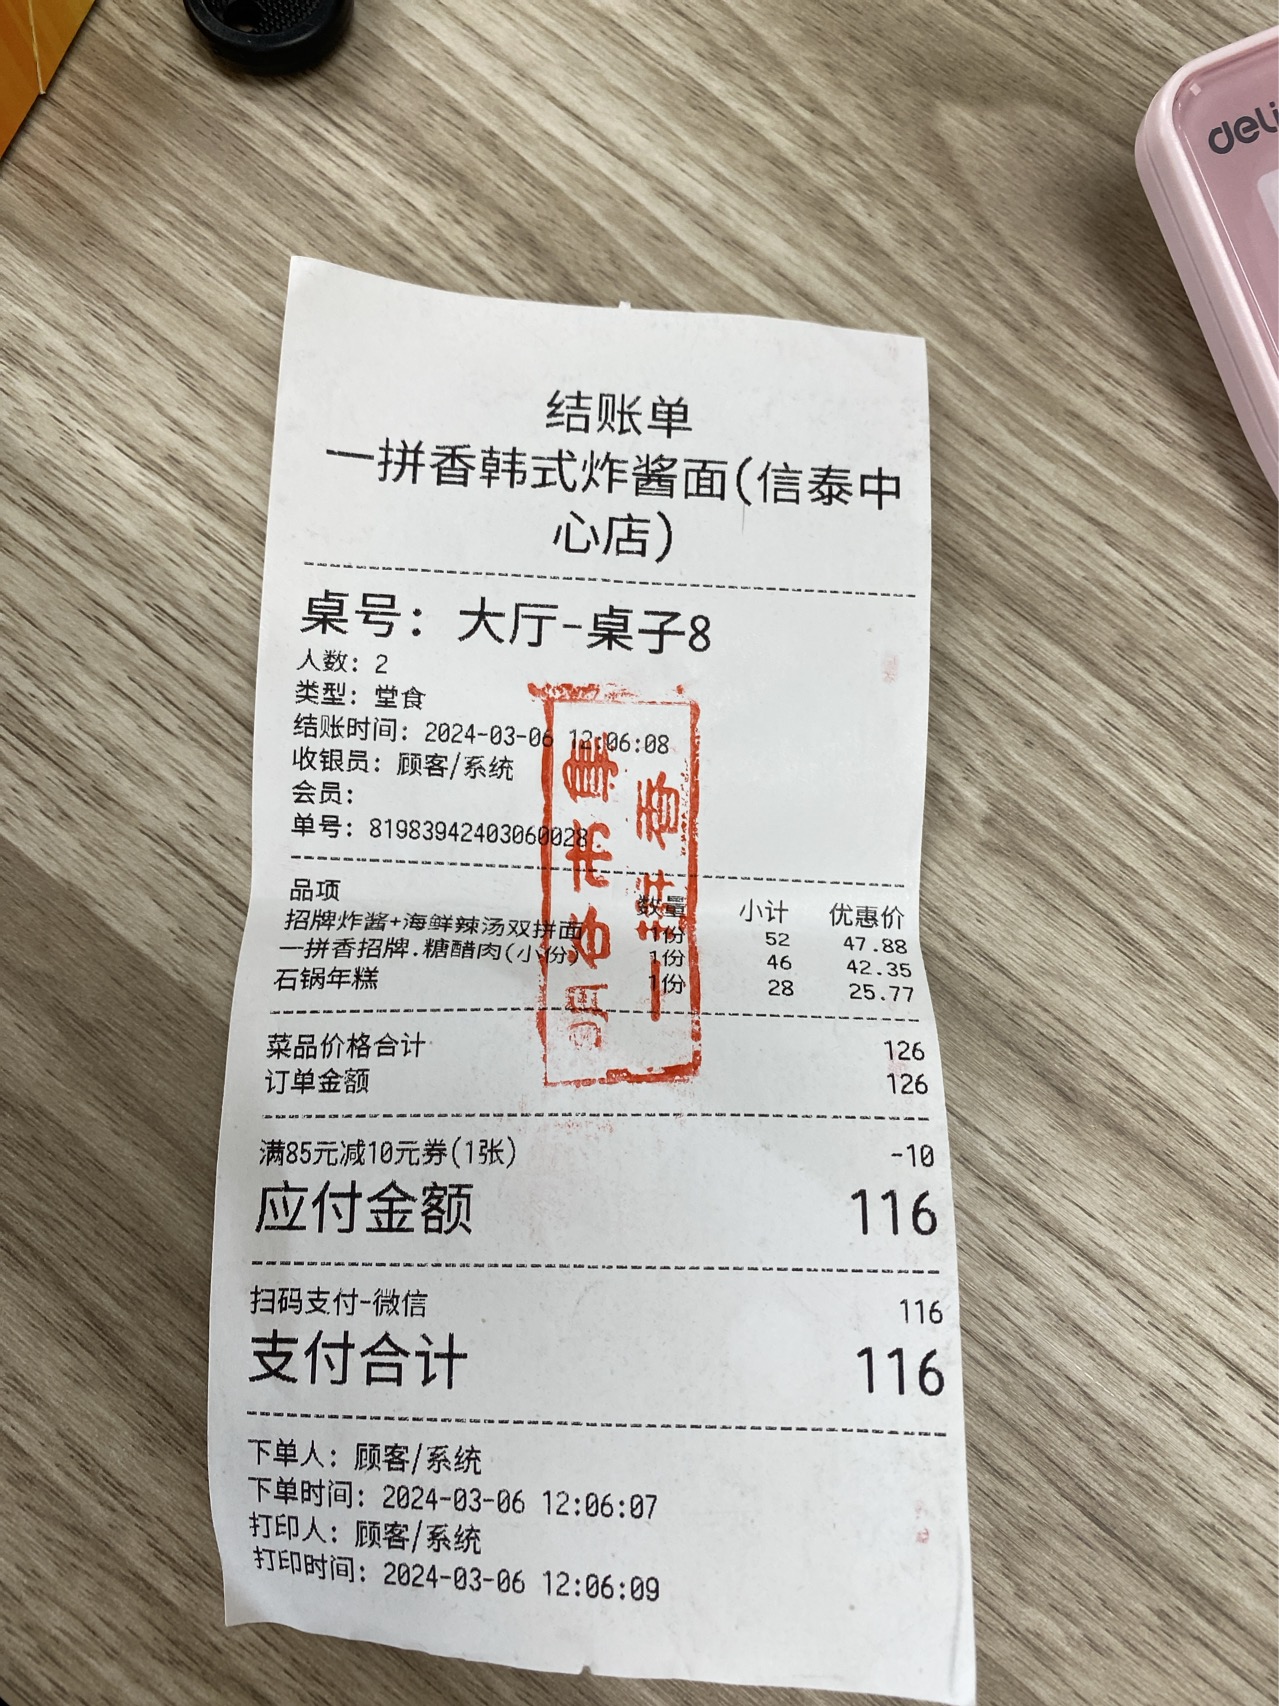 deli
结账单
一拼香韩式炸酱面(信泰中
心店)
桌号：大厅-桌子8
人数：2
类型：堂食
结账时间：2024-03-06 12:06:08
收银员：顾客/系统
会员：
单号：81983942403060028
品项 数量 小计 优惠价
招牌炸酱+海鲜辣汤双拼面 1份 52 47.88
一拼香招牌.糖醋肉(小份) 1份 46 42.35
石锅年糕 1份 28 25.77
菜品价格合计 126
订单金额 126
满85元减10元券(1张) -10
应付金额 116
扫码支付-微信 116
支付合计 116
下单人：顾客/系统
下单时间：2024-03-06 12:06:07
打印人：顾客/系统
打印时间：2024-03-06 12:06:09
一拼香